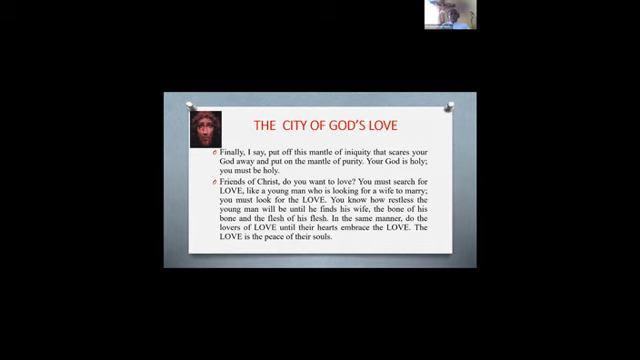 THE CITY OF GOD'S LOVE
Finally, I say, put off this mantle of iniquity that scares your
God away and put on the mantle of purity. Your God is holy;
you must be holy.
Friends of Christ, do you want to love? You must search for
LOVE, like a young man who is looking for a wife to marry;
you must look for the LOVE. You know how restless the
young man will be until he finds his wife, the bone of his
bone and the flesh of his flesh. In the same manner, do the
lovers of LOVE until their hearts embrace the LOVE. The
LOVE is the peace of their souls.